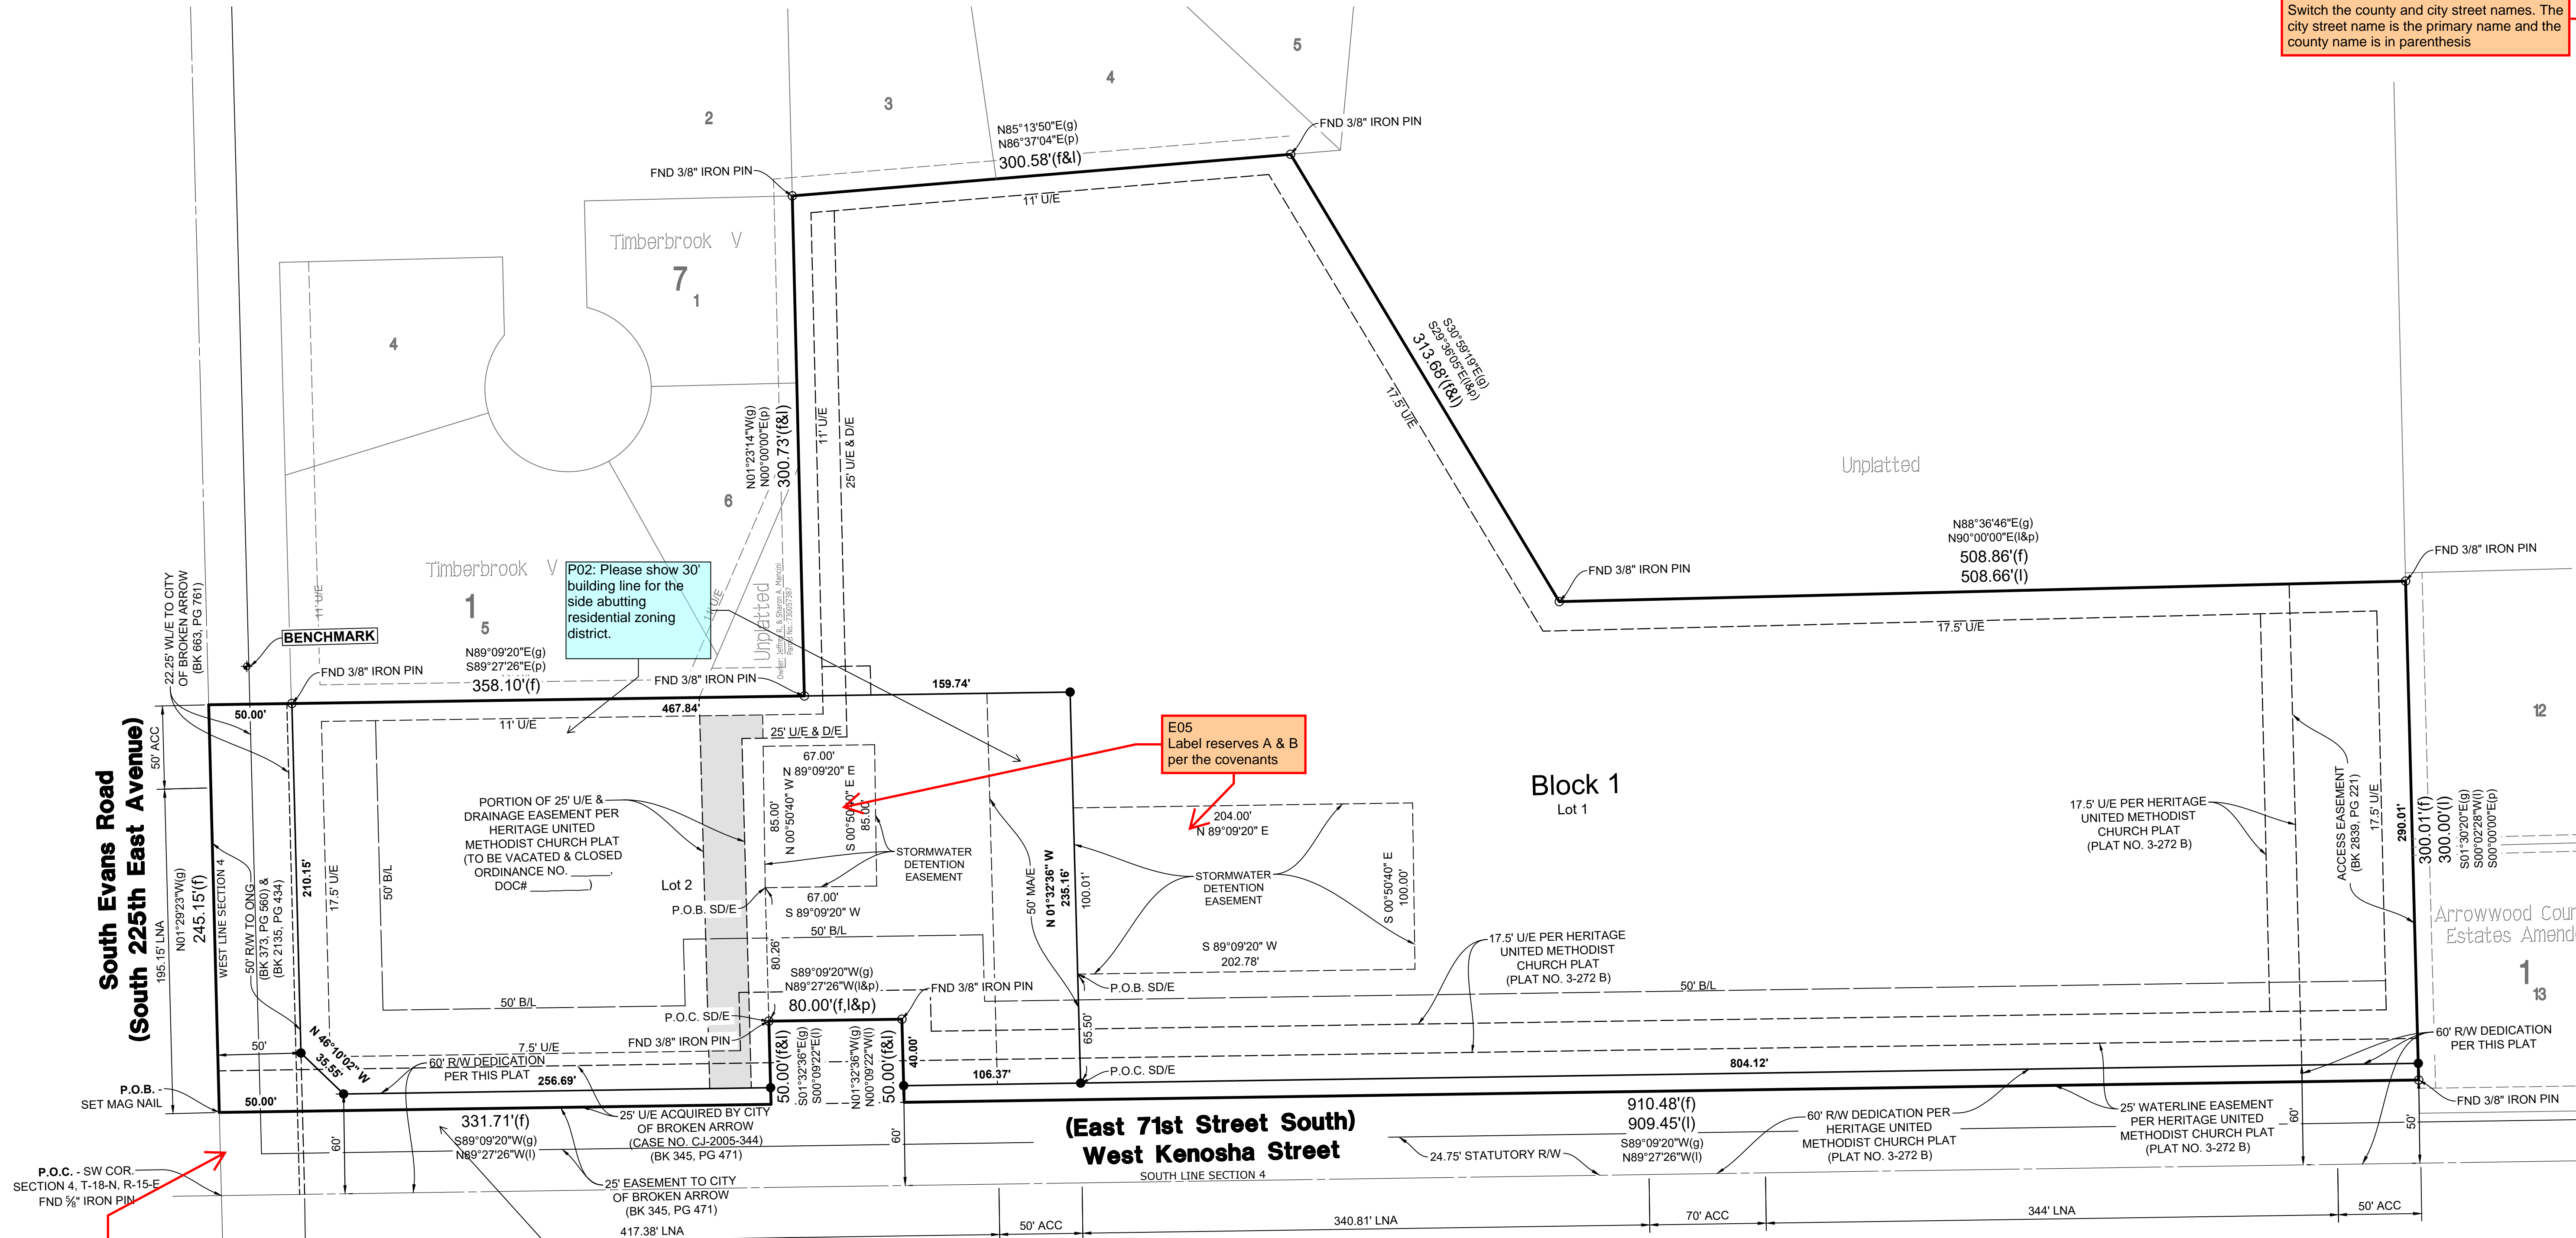 Switch the county and city street names. The
city street name is the primary name and the
county name is in parenthesis
5
4
3
2
N85°13'50"E(g)
N86°37'04"E(p)
300.58'(f&l)
FND 3/8" IRON PIN
FND 3/8" IRON PIN
11' U/E
Timberbrook V
7
1
4
S30°59'19"E(g)
S29°36'05"E(l&p)
313.68'(f&l)
17.5' U/E
N01°23'14"W(g)
N00°00'00"E(p)
300.73'(f&l)
11' U/E
25' U/E & D/E
6
Unplatted
N88°36'46"E(g)
N90°00'00"E(l&p)
508.86'(f)
508.66'(l)
FND 3/8" IRON PIN
FND 3/8" IRON PIN
17.5' U/E
Timberbrook V
1
5
11' U/E
P02: Please show 30'
building line for the
side abutting
residential zoning
district.
11' U/E
Unplatted
Owner: Jeffrey R. & Sharon A. Mancini
Parcel No.:730057387
22.25' WL/E TO CITY
OF BROKEN ARROW
(BK 663, PG 761)
BENCHMARK
N89°09'20"E(g)
S89°27'26"E(p)
358.10'(f)
FND 3/8" IRON PIN
FND 3/8" IRON PIN
159.74'
50.00'
467.84'
11' U/E
25' U/E & D/E
E05
Label reserves A & B
per the covenants
12
South Evans Road
(South 225th East Avenue)
50' ACC
195.15' LNA
N01°29'23"W(g)
245.15'(f)
WEST LINE SECTION 4
50' R/W TO ONG
(BK 373, PG 560) &
(BK 2135, PG 434)
210.15'
17.5' U/E
50' B/L
PORTION OF 25' U/E &
DRAINAGE EASEMENT PER
HERITAGE UNITED
METHODIST CHURCH PLAT
(TO BE VACATED & CLOSED
ORDINANCE NO. ______,
DOC# __________)
Lot 2
67.00'
N 89°09'20" E
85.00'
N 00°50'40" W
S 00°50'40" E
85.00'
STORMWATER
DETENTION
EASEMENT
67.00'
S 89°09'20" W
P.O.B. SD/E
80.26'
50' B/L
50' MA/E
N 01°32'36" W
235.16'
100.01'
204.00'
N 89°09'20" E
STORMWATER
DETENTION
EASEMENT
S 00°50'40" E
100.00'
S 89°09'20" W
202.78'
P.O.B. SD/E
65.50'
Block 1
Lot 1
17.5' U/E PER HERITAGE
UNITED METHODIST
CHURCH PLAT
(PLAT NO. 3-272 B)
17.5' U/E PER HERITAGE
UNITED METHODIST
CHURCH PLAT
(PLAT NO. 3-272 B)
ACCESS EASEMENT
(BK 2839, PG 221)
17.5' U/E
290.01'
300.01'(f)
300.00'(l)
S01°30'20"E(g)
S00°02'28"W(l)
S00°00'00"E(p)
Arrowwood Coun
Estates Amend
1
13
50' B/L
50' B/L
S89°09'20"W(g)
N89°27'26"W(l&p)
80.00'(f,l&p)
FND 3/8" IRON PIN
P.O.C. SD/E
FND 3/8" IRON PIN
50.00'(f&l)
S01°32'36"E(g)
S00°09'22"E(l)
N01°32'36"W(g)
N00°09'22"W(l)
50.00'(f&l)
40.00'
N 46°10'02" W
35.55'
50'
7.5' U/E
60' R/W DEDICATION
PER THIS PLAT
256.69'
106.37'
P.O.C. SD/E
804.12'
60' R/W DEDICATION
PER THIS PLAT
P.O.B.
SET MAG NAIL
50.00'
331.71'(f)
S89°09'20"W(g)
N89°27'26"W(l)
60'
25' U/E ACQUIRED BY CITY
OF BROKEN ARROW
(CASE NO. CJ-2005-344)
(BK 345, PG 471)
60'
(East 71st Street South)
West Kenosha Street
SOUTH LINE SECTION 4
24.75' STATUTORY R/W
910.48'(f)
909.45'(l)
S89°09'20"W(g)
N89°27'26"W(l)
60' R/W DEDICATION PER
HERITAGE UNITED
METHODIST CHURCH PLAT
(PLAT NO. 3-272 B)
25' WATERLINE EASEMENT
PER HERITAGE UNITED
METHODIST CHURCH PLAT
(PLAT NO. 3-272 B)
60'
50'
FND 3/8" IRON PIN
P.O.C. - SW COR.
SECTION 4, T-18-N, R-15-E
FND ⅝" IRON PIN
25' EASEMENT TO CITY
OF BROKEN ARROW
(BK 345, PG 471)
417.38' LNA
50' ACC
340.81' LNA
70' ACC
344' LNA
50' ACC